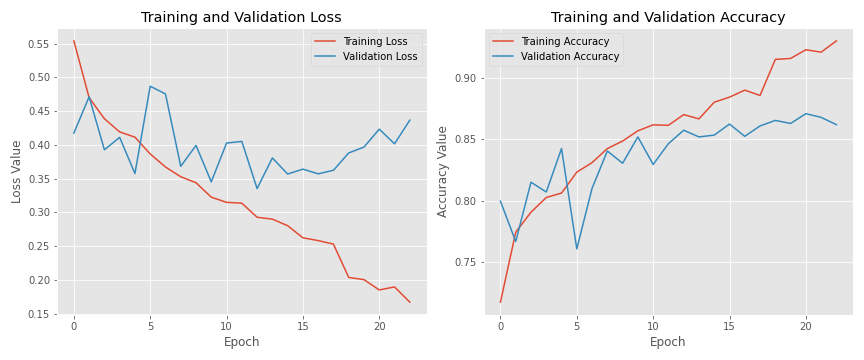 Training and Validation Loss
Training Loss
Validation Loss
0.55
0.50
0.45
0.40
0.35
0.30
0.25
0.20
0.15
Loss Value
0 5 10 15 20
Epoch
Training and Validation Accuracy
Training Accuracy
Validation Accuracy
0.90
0.85
0.80
0.75
Accuracy Value
0 5 10 15 20
Epoch